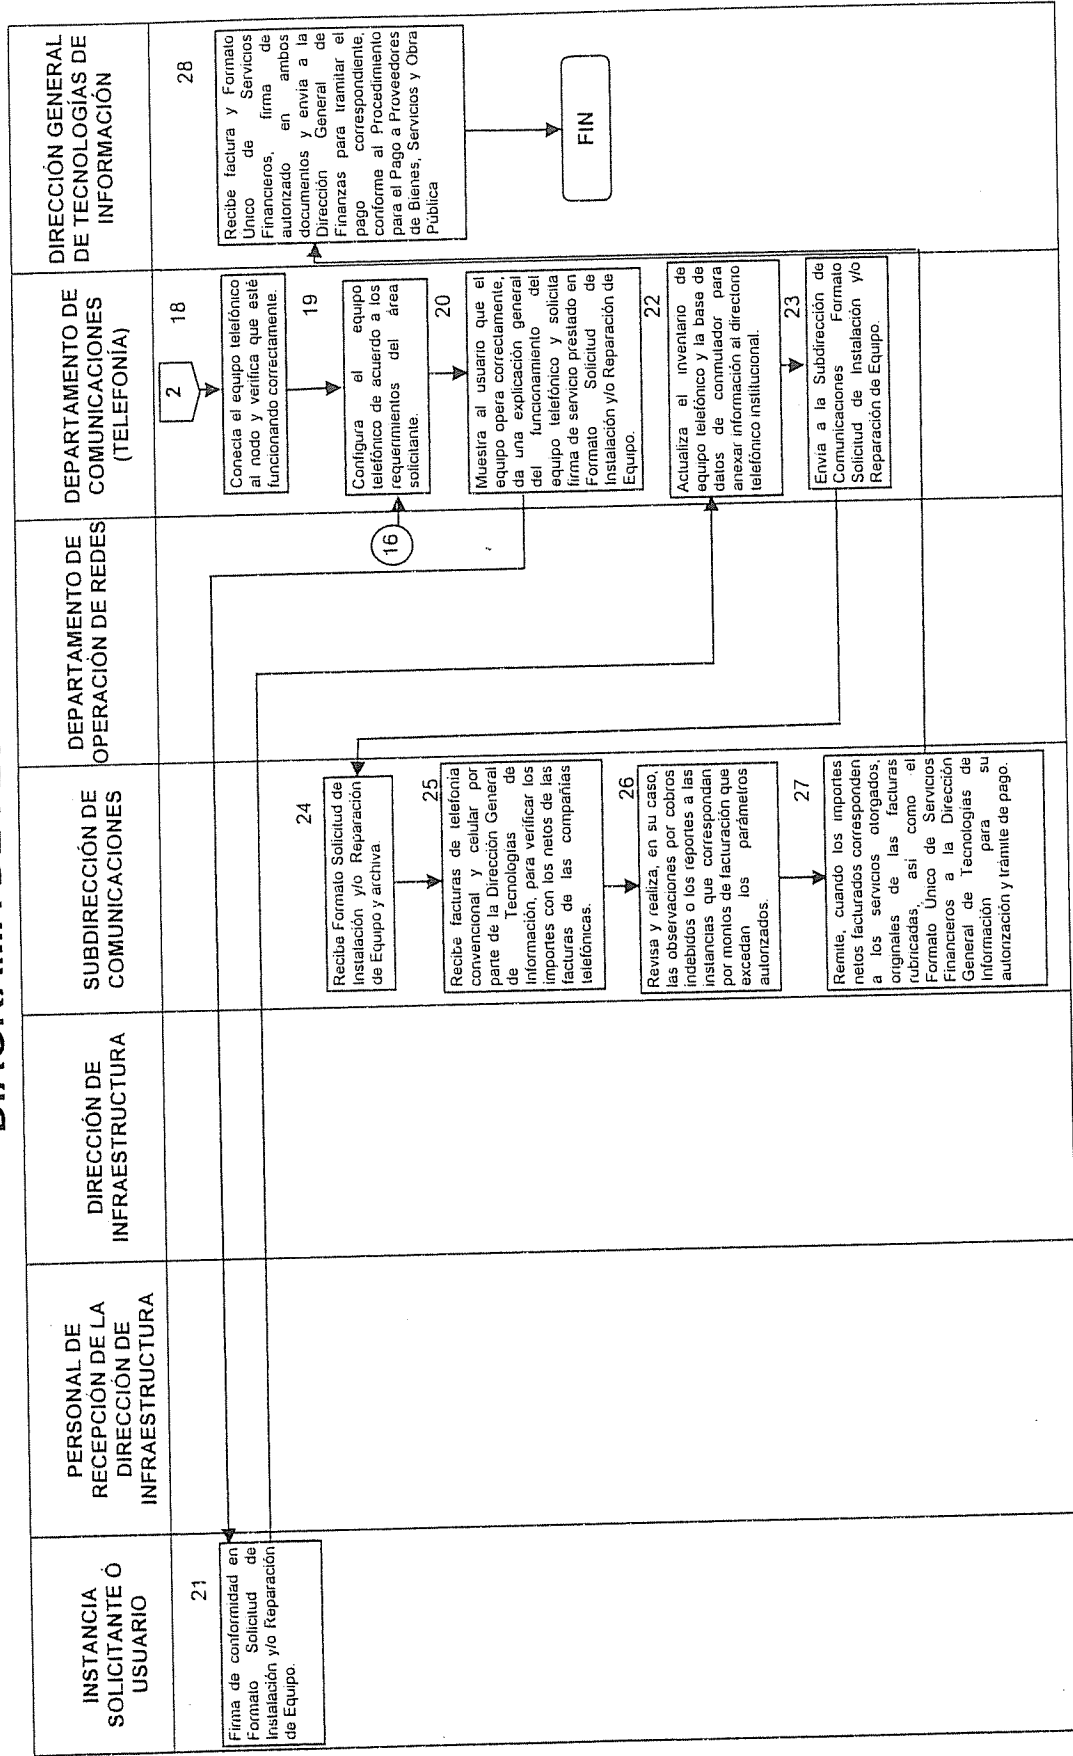 INSTANCIA
SOLICITANTE Ó
USUARIO
PERSONAL DE
RECEPCIÓN DE LA
DIRECCIÓN DE
INFRAESTRUCTURA
DIRECCIÓN DE
INFRAESTRUCTURA
SUBDIRECCIÓN DE
COMUNICACIONES
DEPARTAMENTO DE
OPERACIÓN DE REDES
DEPARTAMENTO DE
COMUNICACIONES
(TELEFONÍA)
DIRECCIÓN GENERAL
DE TECNOLOGÍAS DE
INFORMACIÓN
21
Firma de conformidad en
Formato Solicitud de
Instalación y/o Reparación
de Equipo.
24
Recibe Formato Solicitud de
Instalación y/o Reparación
de Equipo y archiva.
25
Recibe facturas de telefonía
convencional y celular por
parte de la Dirección General
de Tecnologías de
Información, para verificar los
importes con los netos de las
facturas de las compañías
telefónicas.
26
Revisa y realiza, en su caso,
las observaciones por cobros
indebidos o los reportes a las
instancias que correspondan
por montos de facturación que
excedan los parámetros
autorizados.
27
Remite, cuando los importes
netos facturados corresponden
a los servicios otorgados,
originales de las facturas
rubricadas, así como el
Formato Único de Servicios
Financieros a la Dirección
General de Tecnologías de
Información para su
autorización y trámite de pago.
16
2
18
Conecta el equipo telefónico
al nodo y verifica que esté
funcionando correctamente.
19
Configura el equipo
telefónico de acuerdo a los
requerimientos del área
solicitante.
20
Muestra al usuario que el
equipo opera correctamente,
da una explicación general
del funcionamiento del
equipo telefónico y solicita
firma de servicio prestado en
Formato Solicitud de
Instalación y/o Reparación de
Equipo.
22
Actualiza el inventario de
equipo telefónico y la base de
datos de conmutador para
anexar información al directorio
telefónico institucional.
23
Envía a la Subdirección de
Comunicaciones Formato
Solicitud de Instalación y/o
Reparación de Equipo.
28
Recibe factura y Formato
Único de Servicios
Financieros, firma de
autorizado en ambos
documentos y envía a la
Dirección General de
Finanzas para tramitar el
pago correspondiente,
conforme al Procedimiento
para el Pago a Proveedores
de Bienes, Servicios y Obra
Pública
FIN